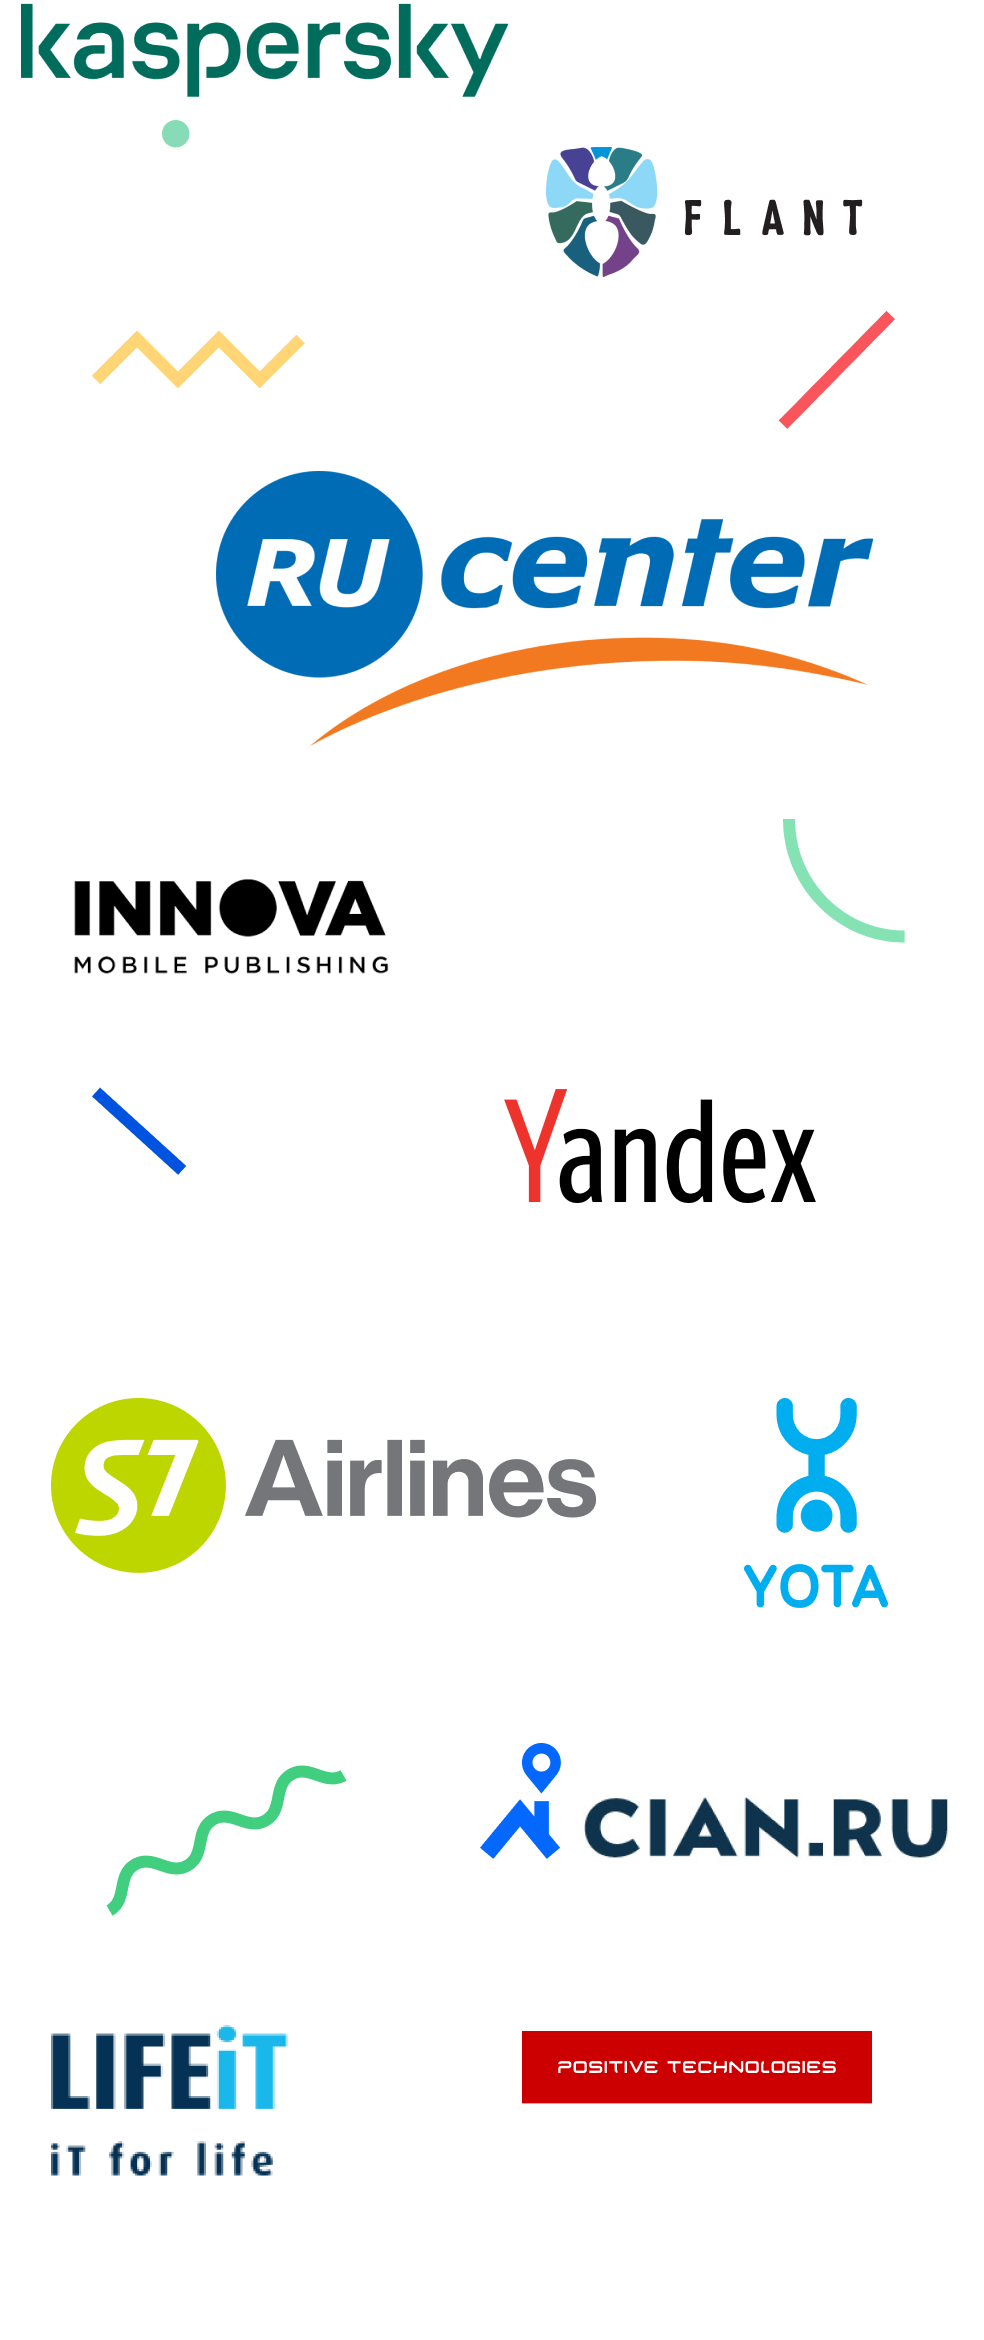 kaspersky
FLANT
RU center
INNOVA
MOBILE PUBLISHING
Yandex
S7 Airlines
YOTA
CIAN.RU
LIFEiT
iT for life
POSITIVE TECHNOLOGIES